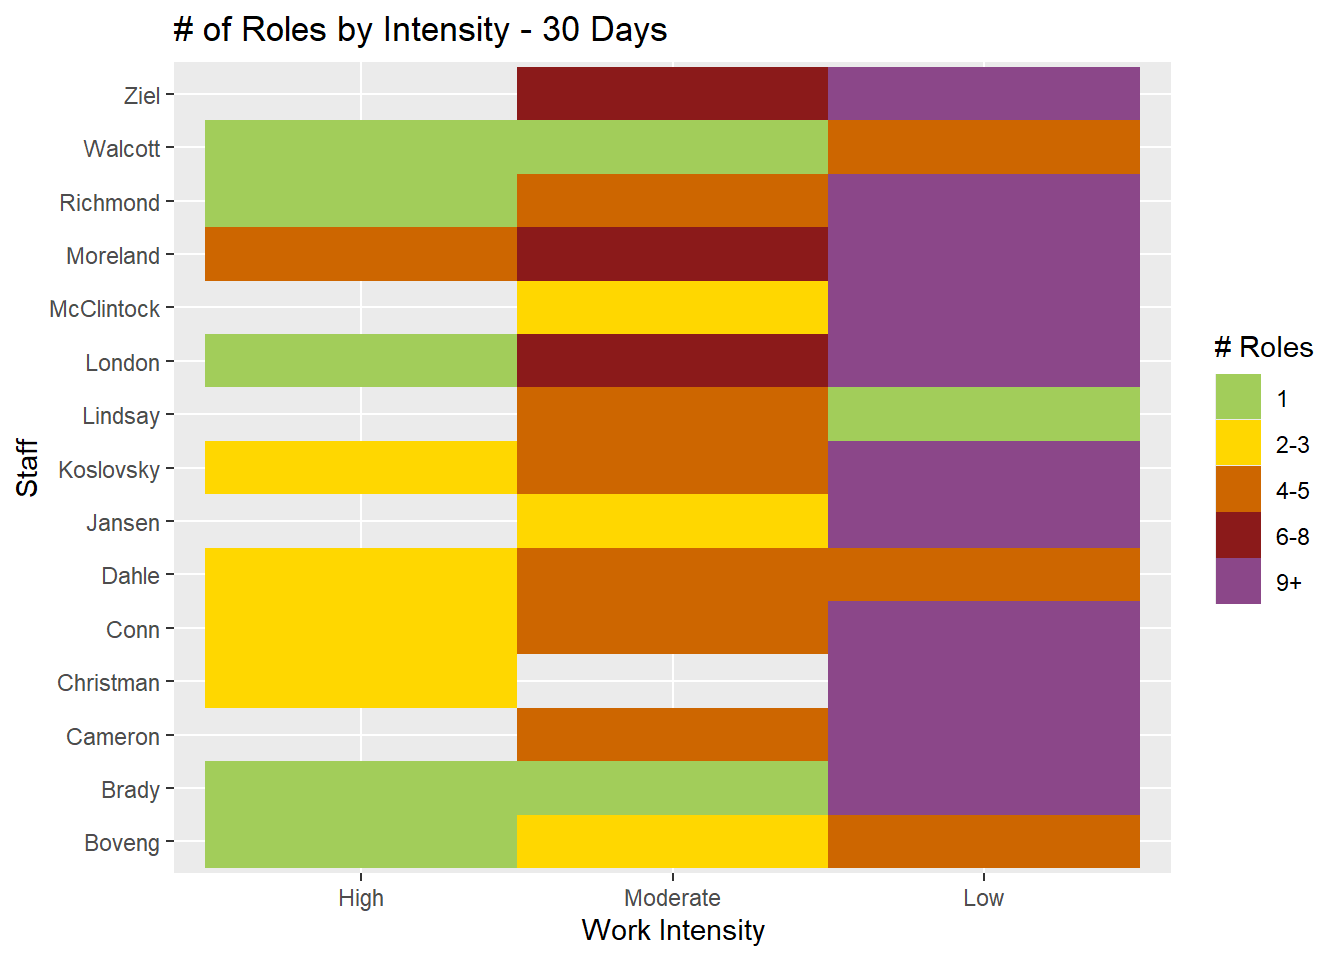 # of Roles by Intensity - 30 Days
Staff
Ziel
Walcott
Richmond
Moreland
McClintock
London
Lindsay
Koslovsky
Jansen
Dahle
Conn
Christman
Cameron
Brady
Boveng
High Moderate Low
Work Intensity
# Roles
1
2-3
4-5
6-8
9+